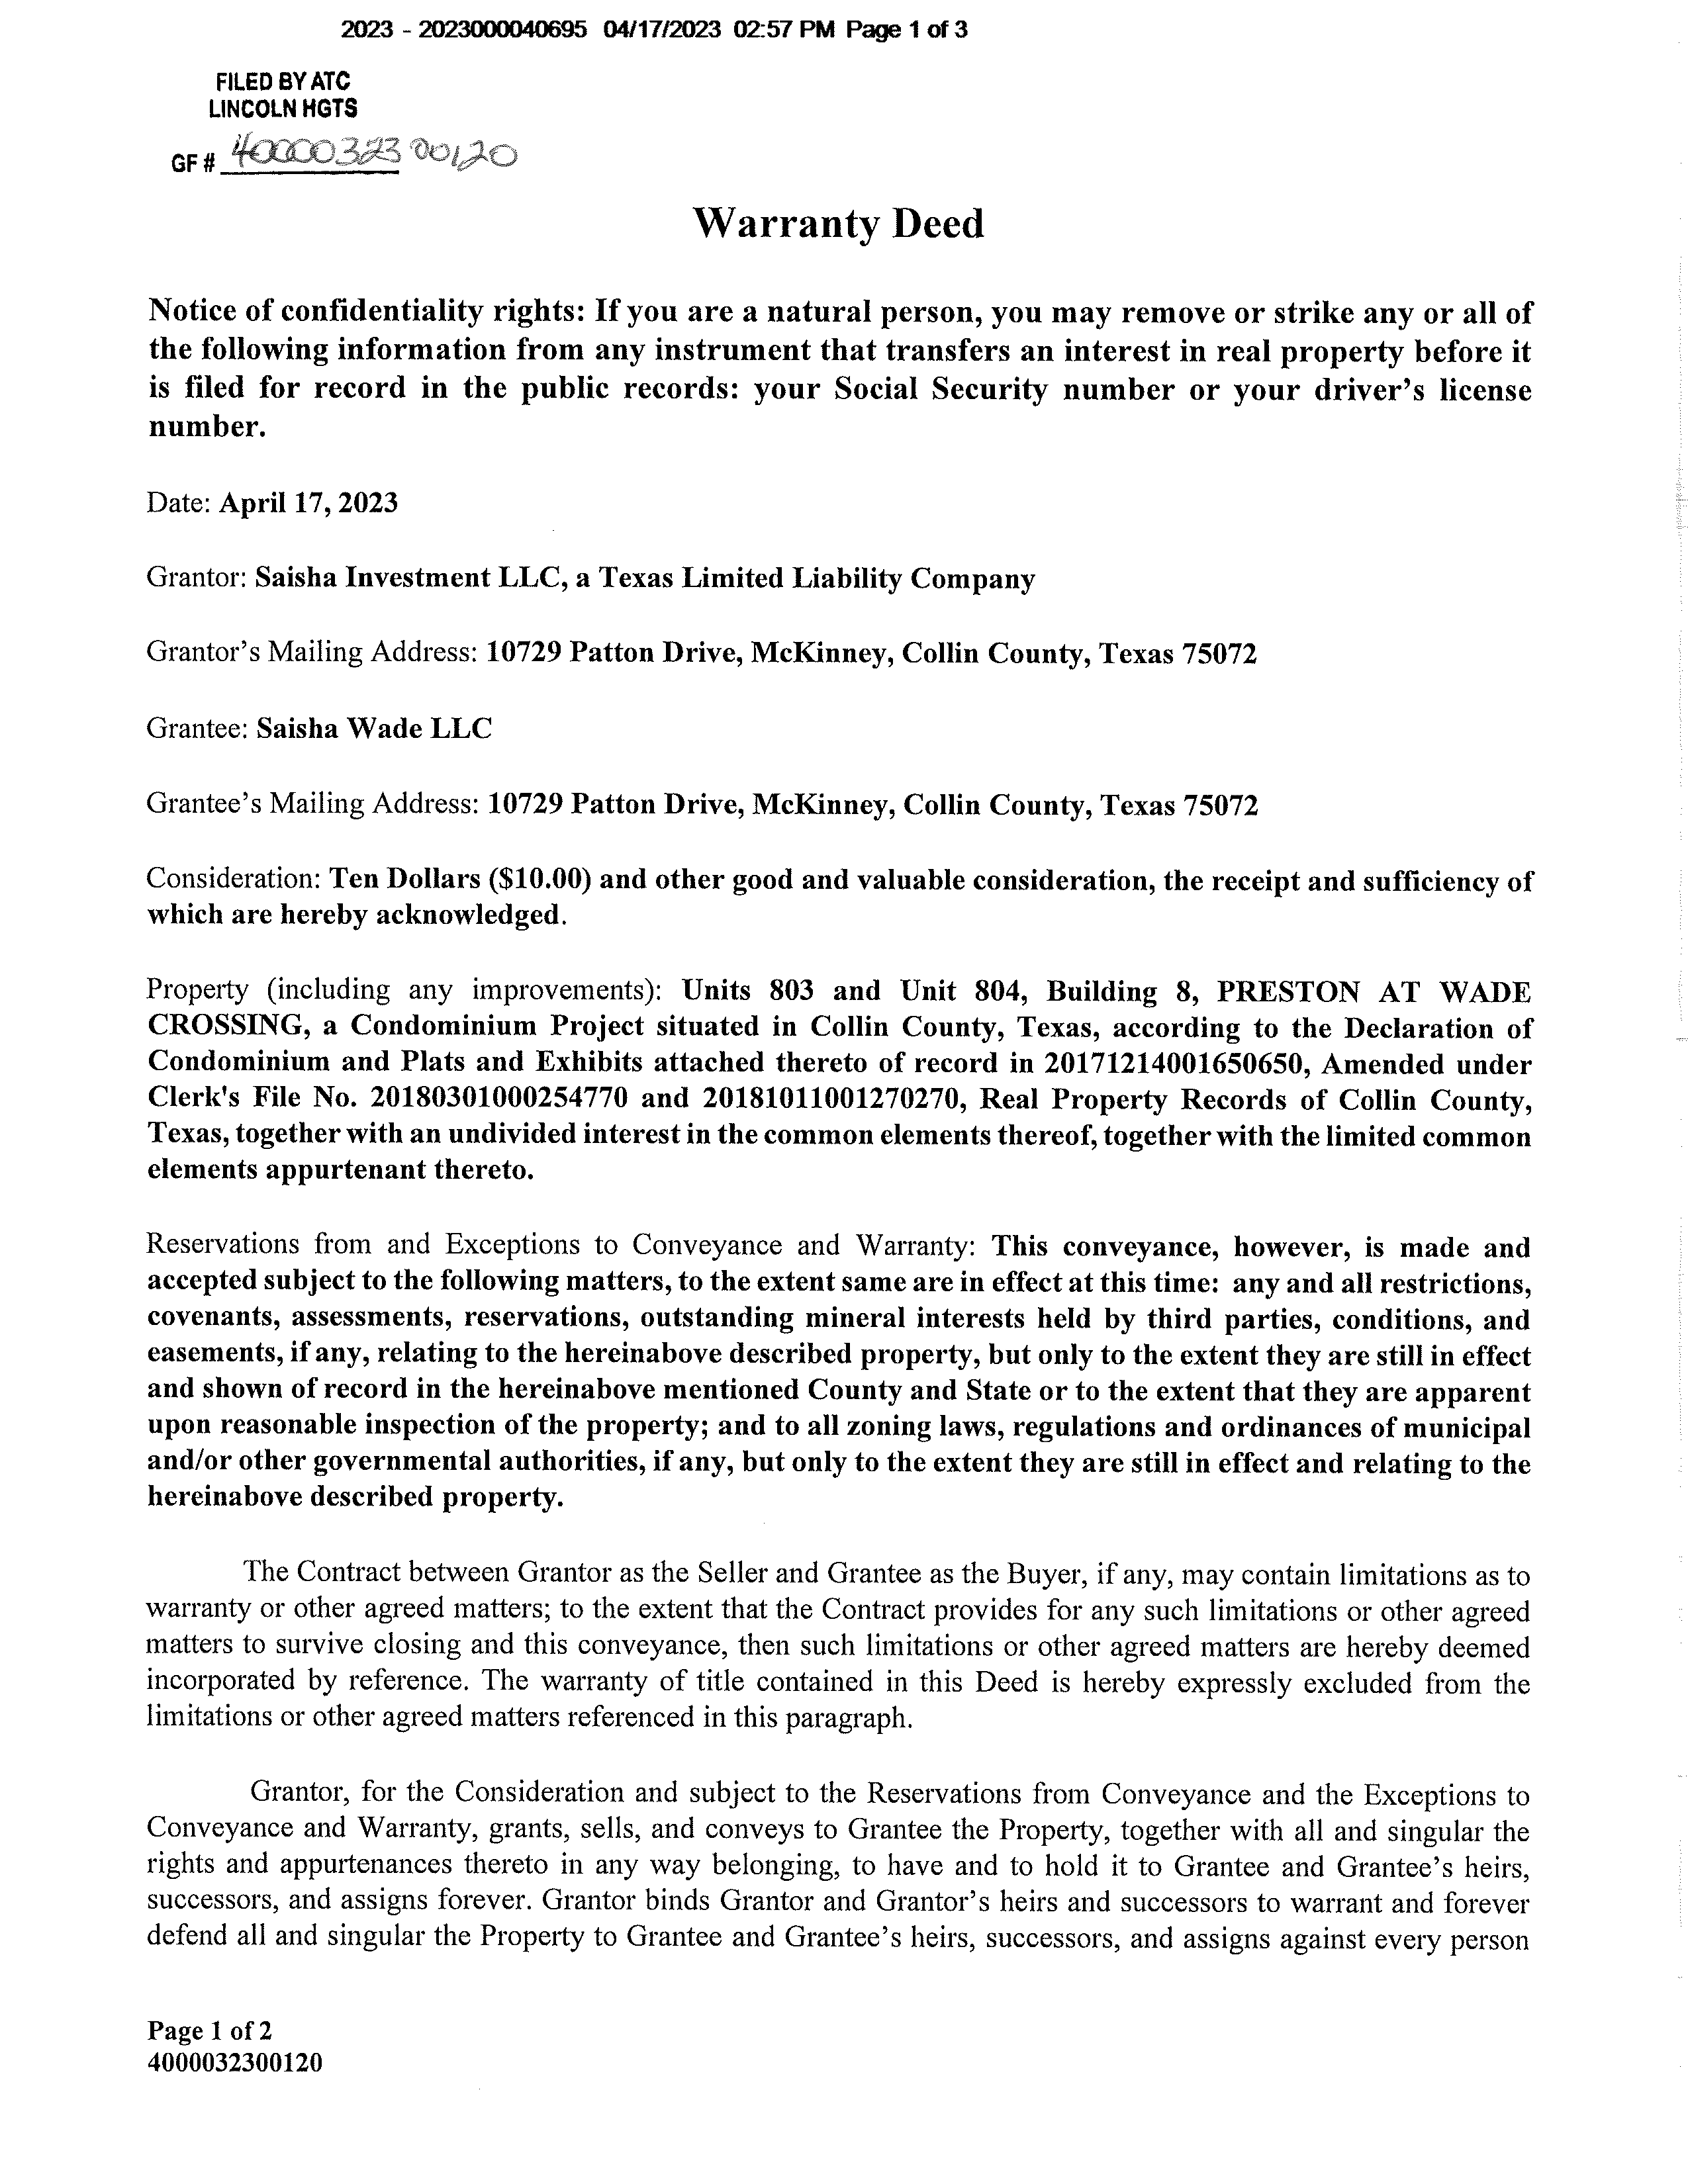 2023 - 2023000040695 04/17/2023 02:57 PM Page 1 of 3
FILED BY ATC
LINCOLN HGTS
GF # 4000032300120
Warranty Deed
Notice of confidentiality rights: If you are a natural person, you may remove or strike any or all of
the following information from any instrument that transfers an interest in real property before it
is filed for record in the public records: your Social Security number or your driver's license
number.
Date: April 17, 2023
Grantor: Saisha Investment LLC, a Texas Limited Liability Company
Grantor's Mailing Address: 10729 Patton Drive, McKinney, Collin County, Texas 75072
Grantee: Saisha Wade LLC
Grantee's Mailing Address: 10729 Patton Drive, McKinney, Collin County, Texas 75072
Consideration: Ten Dollars ($10.00) and other good and valuable consideration, the receipt and sufficiency of
which are hereby acknowledged.
Property (including any improvements): Units 803 and Unit 804, Building 8, PRESTON AT WADE
CROSSING, a Condominium Project situated in Collin County, Texas, according to the Declaration of
Condominium and Plats and Exhibits attached thereto of record in 20171214001650650, Amended under
Clerk's File No. 20180301000254770 and 20181011001270270, Real Property Records of Collin County,
Texas, together with an undivided interest in the common elements thereof, together with the limited common
elements appurtenant thereto.
Reservations from and Exceptions to Conveyance and Warranty: This conveyance, however, is made and
accepted subject to the following matters, to the extent same are in effect at this time: any and all restrictions,
covenants, assessments, reservations, outstanding mineral interests held by third parties, conditions, and
easements, if any, relating to the hereinabove described property, but only to the extent they are still in effect
and shown of record in the hereinabove mentioned County and State or to the extent that they are apparent
upon reasonable inspection of the property; and to all zoning laws, regulations and ordinances of municipal
and/or other governmental authorities, if any, but only to the extent they are still in effect and relating to the
hereinabove described property.
The Contract between Grantor as the Seller and Grantee as the Buyer, if any, may contain limitations as to
warranty or other agreed matters; to the extent that the Contract provides for any such limitations or other agreed
matters to survive closing and this conveyance, then such limitations or other agreed matters are hereby deemed
incorporated by reference. The warranty of title contained in this Deed is hereby expressly excluded from the
limitations or other agreed matters referenced in this paragraph.
Grantor, for the Consideration and subject to the Reservations from Conveyance and the Exceptions to
Conveyance and Warranty, grants, sells, and conveys to Grantee the Property, together with all and singular the
rights and appurtenances thereto in any way belonging, to have and to hold it to Grantee and Grantee's heirs,
successors, and assigns forever. Grantor binds Grantor and Grantor's heirs and successors to warrant and forever
defend all and singular the Property to Grantee and Grantee's heirs, successors, and assigns against every person
Page 1 of 2
4000032300120